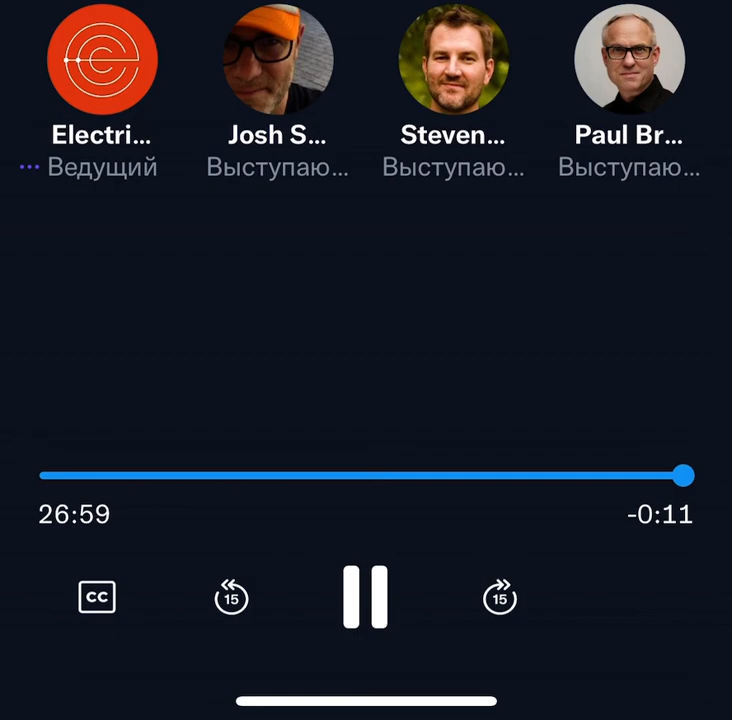 Electri... Josh S... Steven... Paul Br...
Ведущий Выступаю... Выступаю... Выступаю...
26:59 -0:11
CC 15 15